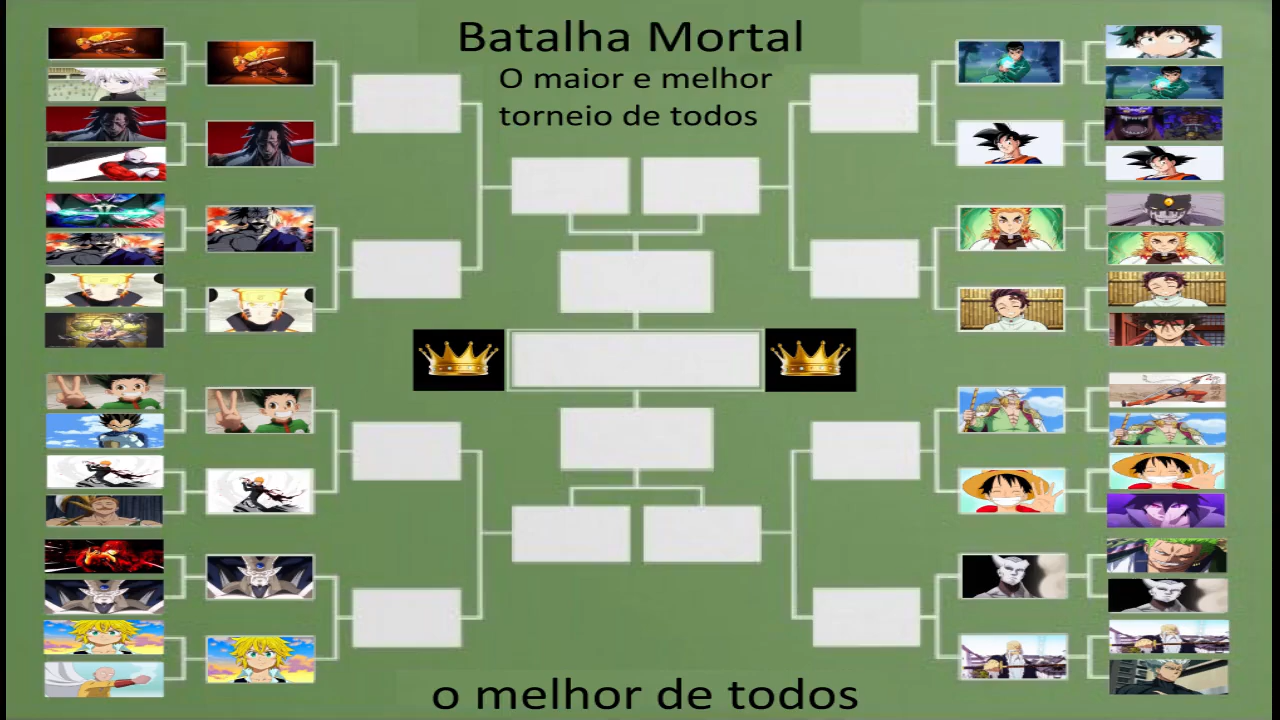 Batalha Mortal
O maior e melhor
torneio de todos
o melhor de todos